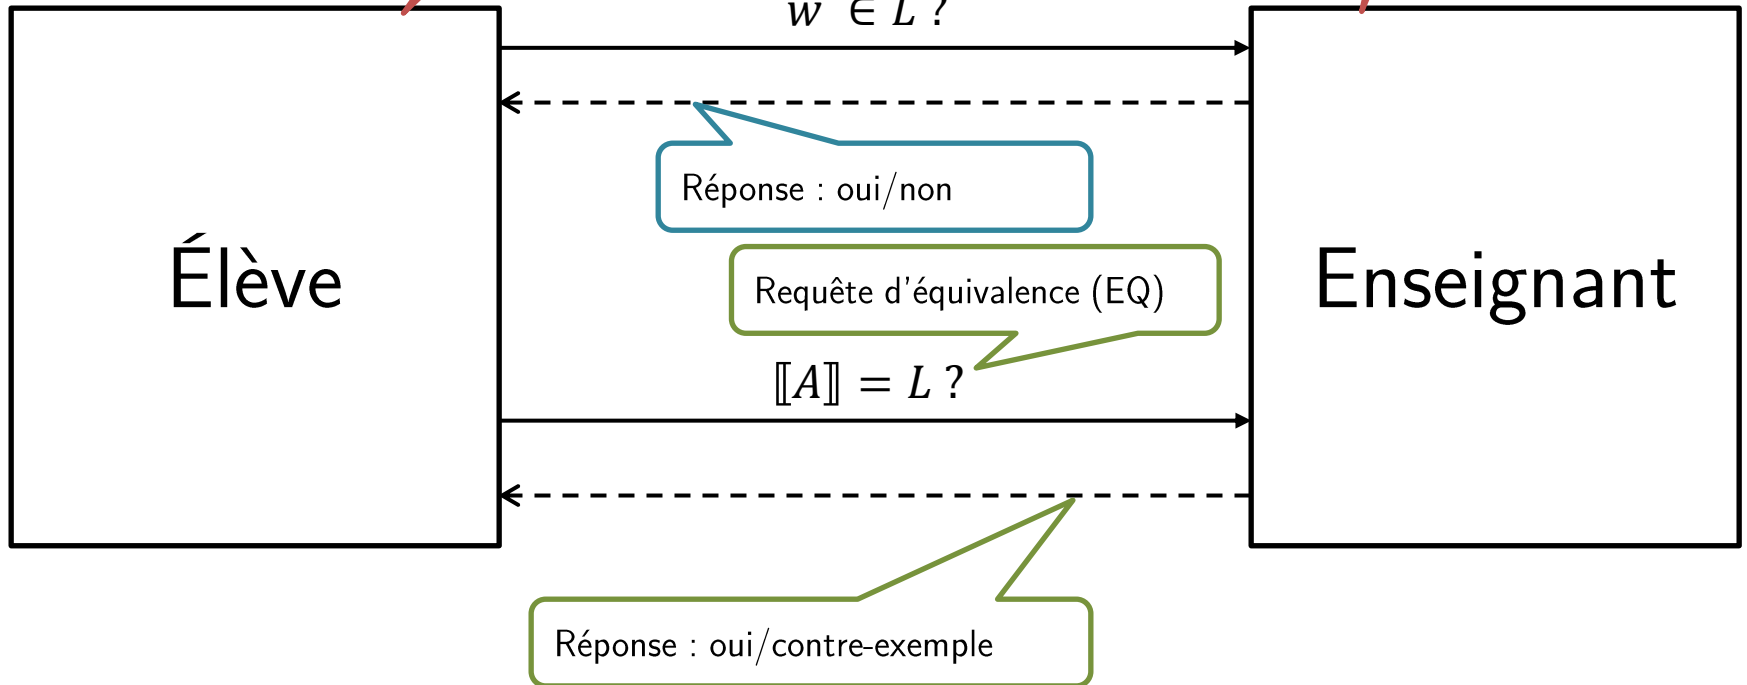 w ∈ L ?
Réponse : oui/non
Élève
Enseignant
Requête d'équivalence (EQ)
⟦A⟧ = L ?
Réponse : oui/contre-exemple